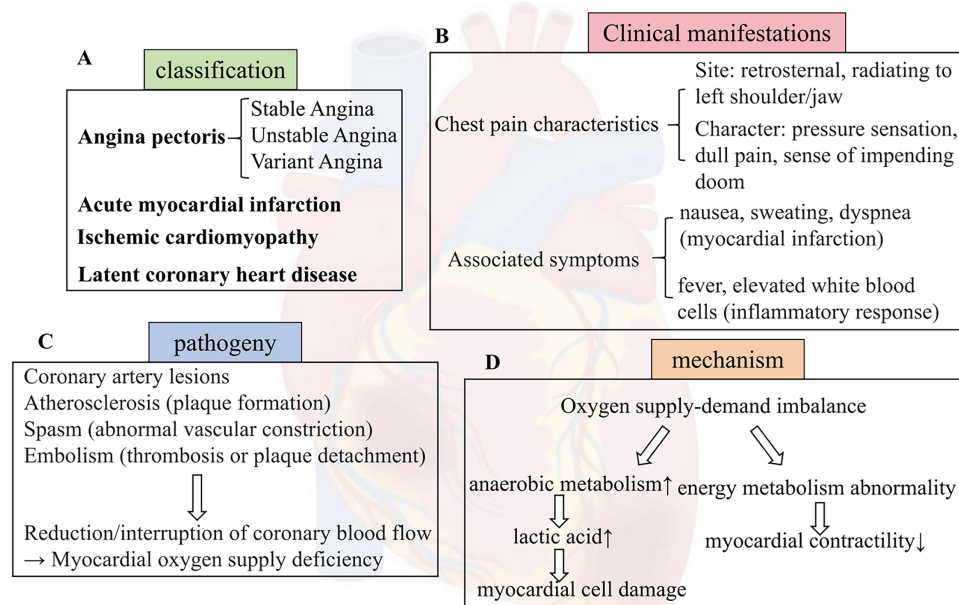 A
classification
Angina pectoris
Stable Angina
Unstable Angina
Variant Angina
Acute myocardial infarction
Ischemic cardiomyopathy
Latent coronary heart disease
B
Clinical manifestations
Chest pain characteristics
Site: retrosternal, radiating to
left shoulder/jaw
Character: pressure sensation,
dull pain, sense of impending
doom
Associated symptoms
nausea, sweating, dyspnea
(myocardial infarction)
fever, elevated white blood
cells (inflammatory response)
C
pathogeny
Coronary artery lesions
Atherosclerosis (plaque formation)
Spasm (abnormal vascular constriction)
Embolism (thrombosis or plaque detachment)
Reduction/interruption of coronary blood flow
→ Myocardial oxygen supply deficiency
D
mechanism
Oxygen supply-demand imbalance
anaerobic metabolism↑
energy metabolism abnormality
lactic acid↑
myocardial contractility↓
myocardial cell damage